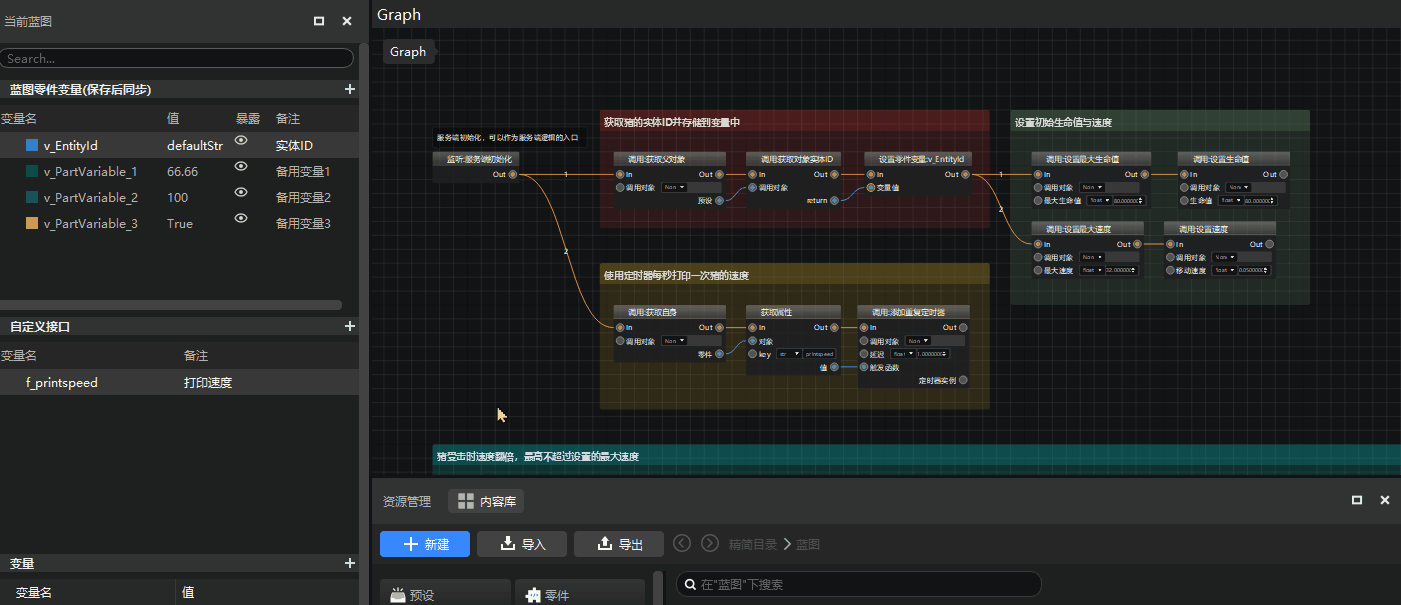 当前蓝图
Search...
蓝图零件变量(保存后同步)
变量名 值 暴露 备注
v_EntityId defaultStr 实体ID
v_PartVariable_1 66.66 备用变量1
v_PartVariable_2 100 备用变量2
v_PartVariable_3 True 备用变量3
自定义接口
变量名 备注
f_printspeed 打印速度
变量
变量名 值
Graph
Graph
服务端初始化，可以作为服务端逻辑的入口
监听:服务端初始化
Out
1
2
获取猪的实体ID并存储到变量中
调用:获取父对象
In Out
调用对象 Non
预设
调用:获取对象实体ID
In Out
调用对象
return
设置零件变量:v_EntityId
In Out
变量值
1
2
设置初始生命值与速度
调用:设置最大生命值
In Out
调用对象 Non
最大生命值 float 80.00000
调用:设置生命值
In Out
调用对象 Non
生命值 float 80.00000
调用:设置最大速度
In Out
调用对象 Non
最大速度 float 32.00000
调用:设置速度
In Out
调用对象 Non
移动速度 float 0.050000
使用定时器每秒打印一次猪的速度
调用:获取自身
In Out
调用对象 Non
零件
获取属性
In Out
对象
key str printspeed
值
调用:添加重复定时器
In Out
调用对象 Non
延迟 float 1.000000
触发函数
定时器实例
猪受击时速度翻倍，最高不超过设置的最大速度
资源管理 内容库
新建 导入 导出 精简目录 蓝图
预设 零件 在"蓝图"下搜索